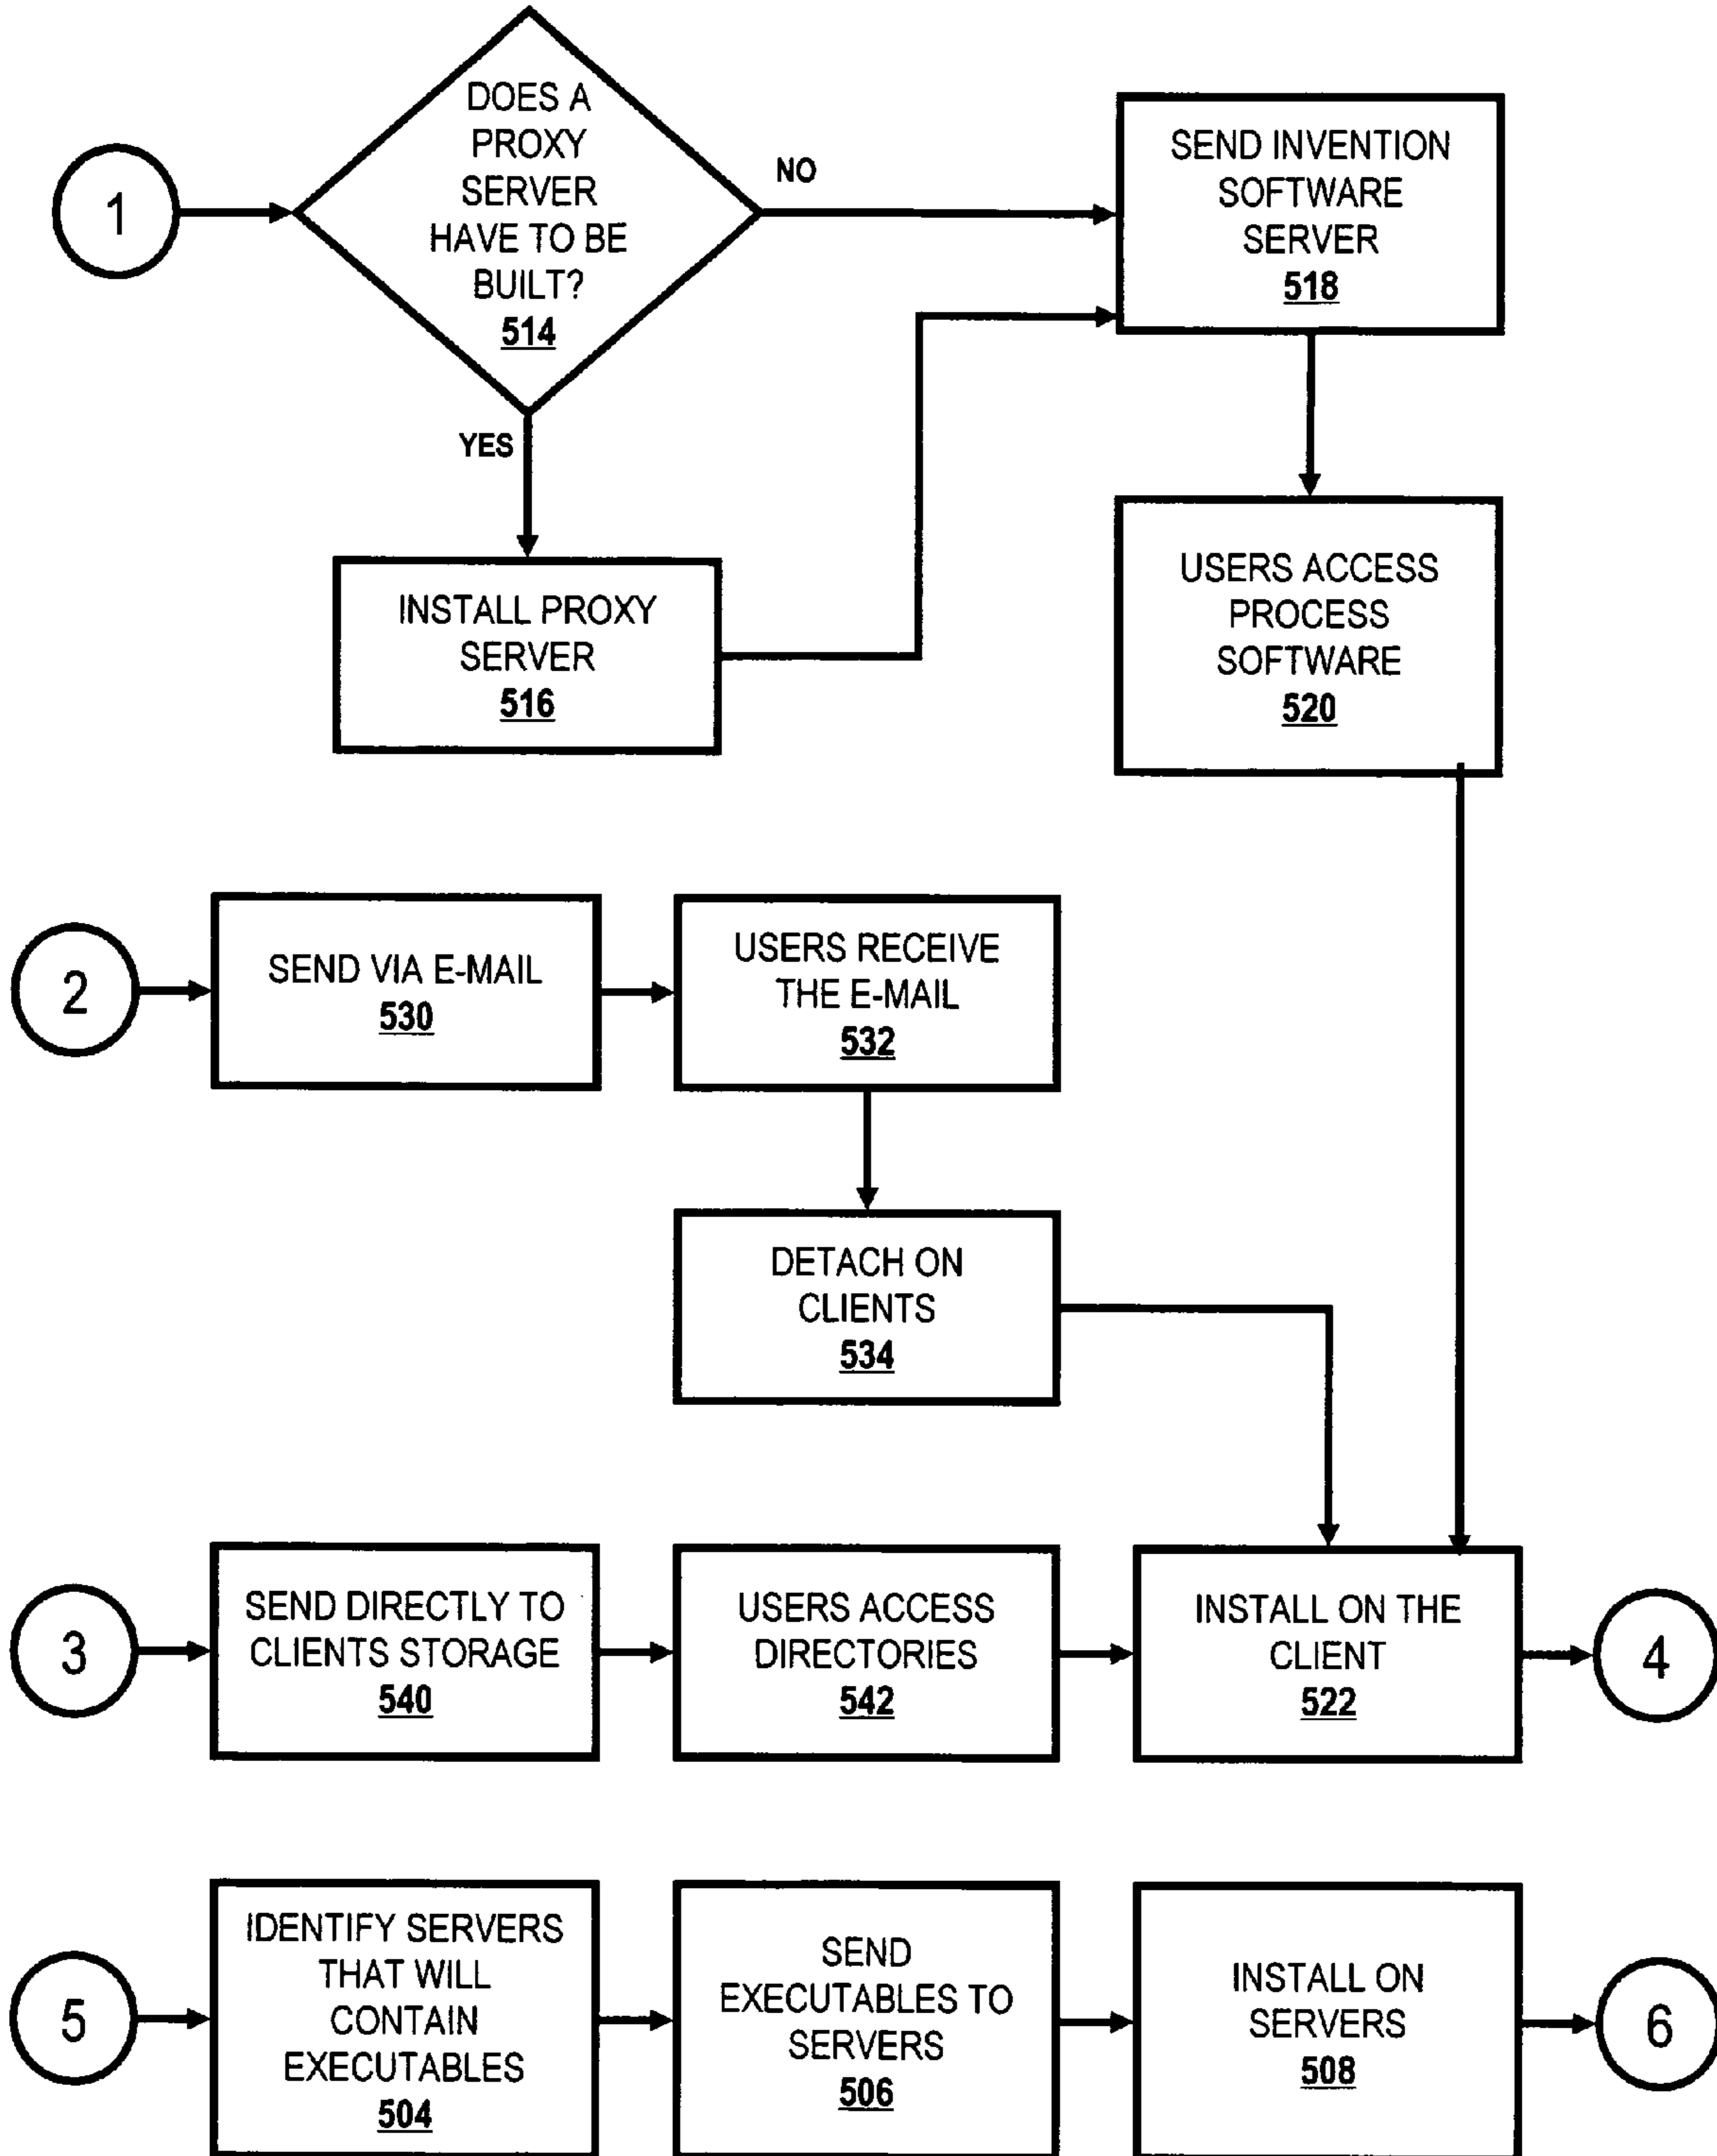 1
DOES A
PROXY
SERVER
HAVE TO BE
BUILT?
514
NO
YES
SEND INVENTION
SOFTWARE
SERVER
518
INSTALL PROXY
SERVER
516
USERS ACCESS
PROCESS
SOFTWARE
520
2
SEND VIA E-MAIL
530
USERS RECEIVE
THE E-MAIL
532
DETACH ON
CLIENTS
534
3
SEND DIRECTLY TO
CLIENTS STORAGE
540
USERS ACCESS
DIRECTORIES
542
INSTALL ON THE
CLIENT
522
4
5
IDENTIFY SERVERS
THAT WILL
CONTAIN
EXECUTABLES
504
SEND
EXECUTABLES TO
SERVERS
506
INSTALL ON
SERVERS
508
6